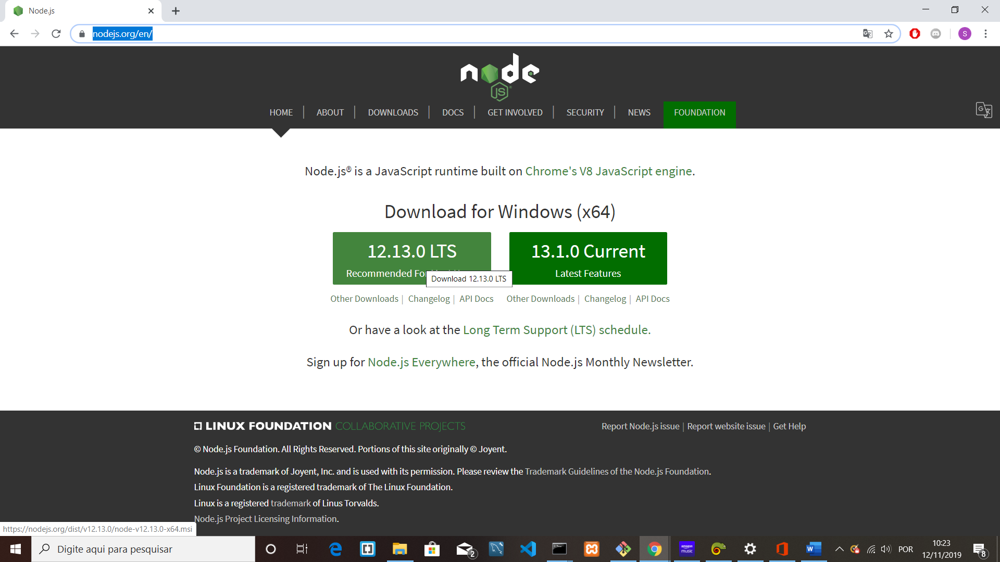 Node.js
nodejs.org/en/
S
node
JS
HOME
ABOUT
DOWNLOADS
DOCS
GET INVOLVED
SECURITY
NEWS
FOUNDATION
Node.js® is a JavaScript runtime built on Chrome's V8 JavaScript engine.
Download for Windows (x64)
12.13.0 LTS
Recommended Fo
Download 12.13.0 LTS
13.1.0 Current
Latest Features
Other Downloads | Changelog | API Docs
Other Downloads | Changelog | API Docs
Or have a look at the Long Term Support (LTS) schedule.
Sign up for Node.js Everywhere, the official Node.js Monthly Newsletter.
LINUX FOUNDATION COLLABORATIVE PROJECTS
Report Node.js issue | Report website issue | Get Help
© Node.js Foundation. All Rights Reserved. Portions of this site originally © Joyent.
Node.js is a trademark of Joyent, Inc. and is used with its permission. Please review the Trademark Guidelines of the Node.js Foundation.
Linux Foundation is a registered trademark of The Linux Foundation.
Linux is a registered trademark of Linus Torvalds.
Node.js Project Licensing Information.
https://nodejs.org/dist/v12.13.0/node-v12.13.0-x64.msi
Digite aqui para pesquisar
2
amazon music
POR
10:23
12/11/2019
8